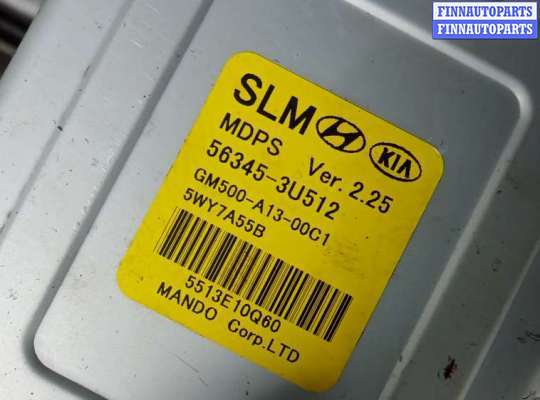 FINNAUTOPARTS
FINNAUTOPARTS
SLM KIA
MDPS Ver. 2.25
56345-3U512
GM500-A13-00C1
5WY7A55B
5513E10Q60
MANDO Corp.LTD